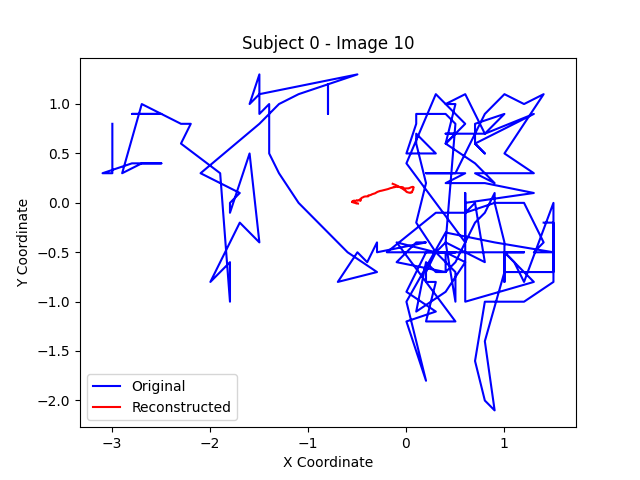 Subject 0 - Image 10
1.0
0.5
0.0
−0.5
−1.0
−1.5
−2.0
Y Coordinate
Original
Reconstructed
−3
−2
−1
0
1
X Coordinate